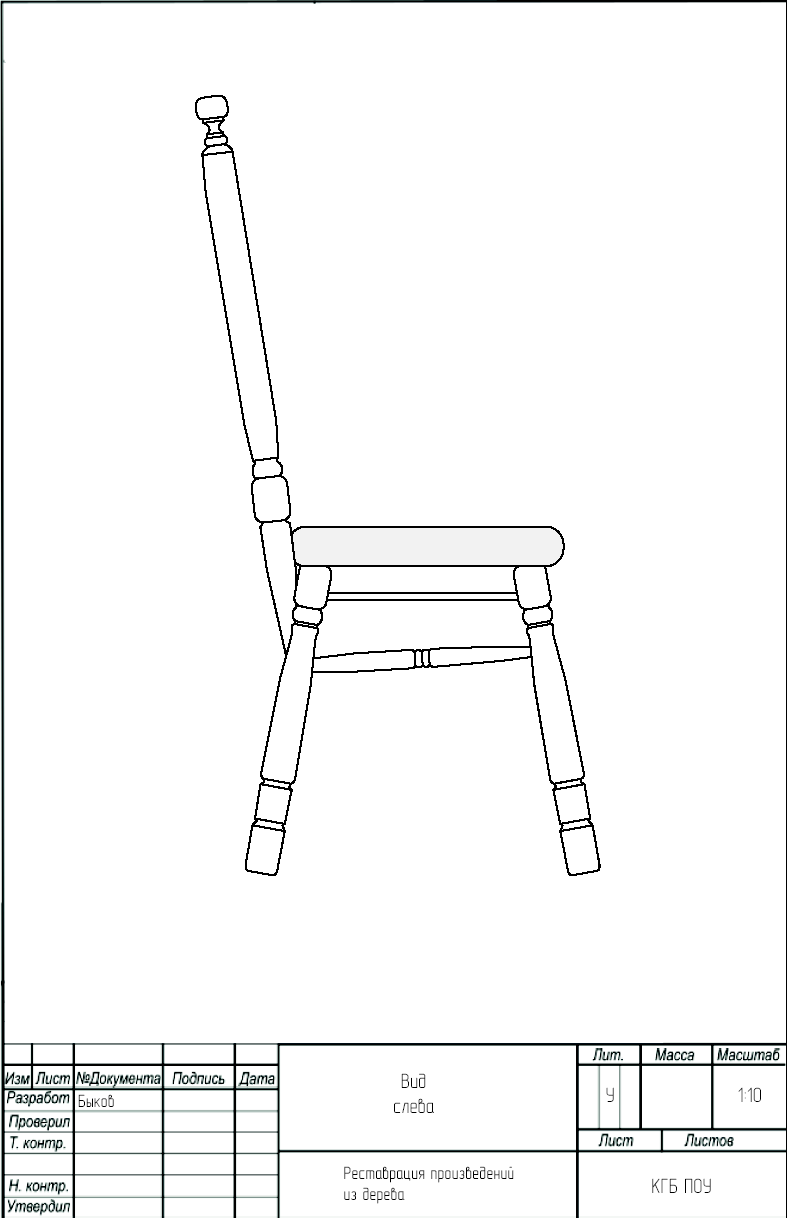 Лит. Масса Масштаб
Изм Лист №Документа Подпись Дата
Вид
слева
Разработ Быков
У 1:10
Проверил
Т. контр.
Лист Листов
Реставрация произведений
из дерева
Н. контр.
КГБ ПОУ
Утвердил